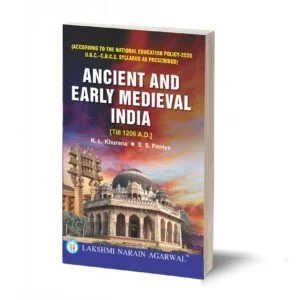 (ACCORDING TO THE NATIONAL EDUCATION POLICY-2020
U.G.C.–C.B.C.S. SYLLABUS AS PRESCRIBED)
ANCIENT AND
EARLY MEDIEVAL
INDIA
[Till 1206 A.D.]
K. L. Khurana ● S. S. Poniya
LAKSHMI NARAIN AGARWAL